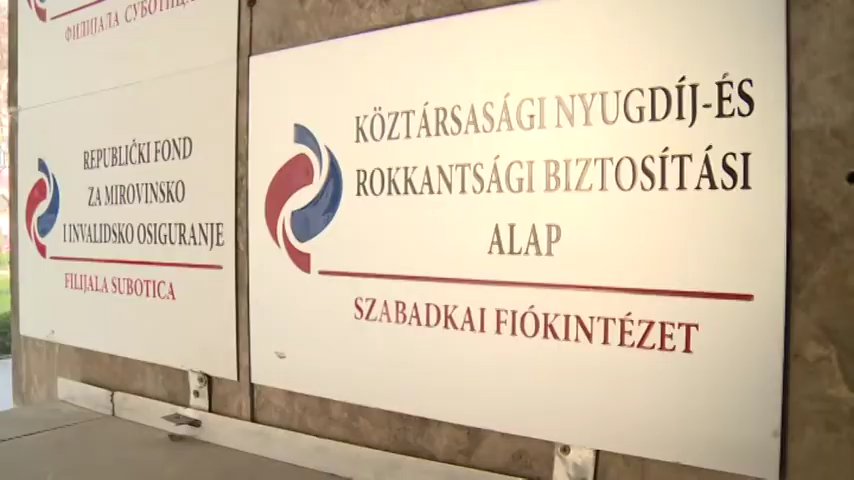 ФИЛИЈАЛА СУБОТИЦА
REPUBLIČKI FOND
ZA MIROVINSKO
I INVALIDSKO OSIGURANJE
FILIJALA SUBOTICA
KÖZTÁRSASÁGI NYUGDÍJ-ÉS
ROKKANTSÁGI BIZTOSÍTÁSI
ALAP
SZABADKAI FIÓKINTÉZET